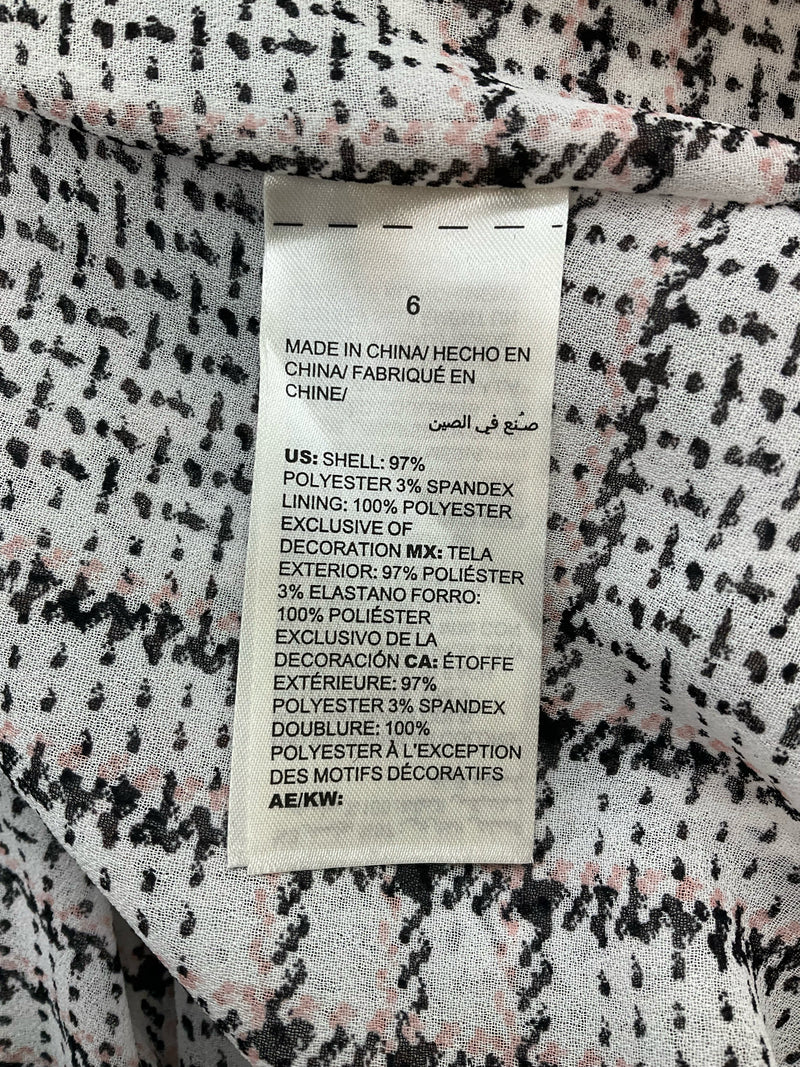 6
MADE IN CHINA/ HECHO EN
CHINA/ FABRIQUÉ EN
CHINE/
صُنع في الصين
US: SHELL: 97%
POLYESTER 3% SPANDEX
LINING: 100% POLYESTER
EXCLUSIVE OF
DECORATION MX: TELA
EXTERIOR: 97% POLIÉSTER
3% ELASTANO FORRO:
100% POLIÉSTER
EXCLUSIVO DE LA
DECORACIÓN CA: ÉTOFFE
EXTÉRIEURE: 97%
POLYESTER 3% SPANDEX
DOUBLURE: 100%
POLYESTER À L'EXCEPTION
DES MOTIFS DÉCORATIFS
AE/KW: